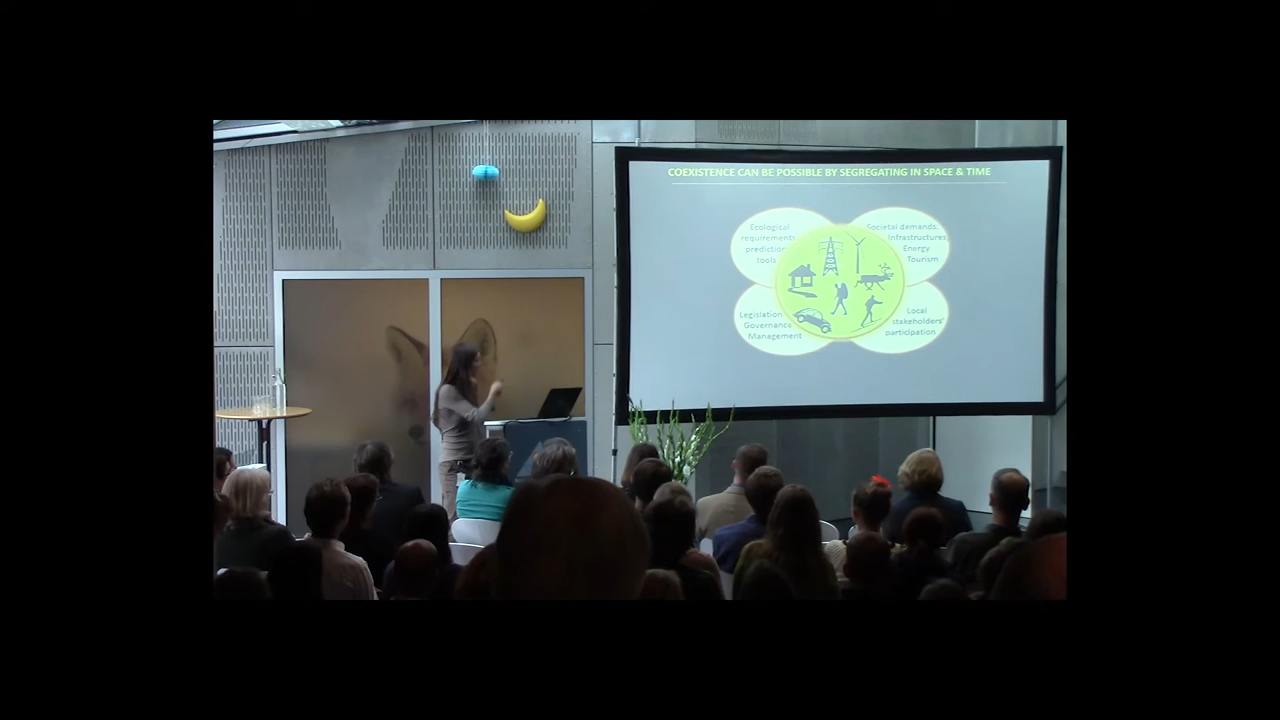 COEXISTENCE CAN BE POSSIBLE BY SEGREGATING IN SPACE & TIME
Ecological
requirements
prediction
tools
Societal demands.
Infrastructures
Energy
Tourism
Legislation
Governance
Management
Local
stakeholders'
participation